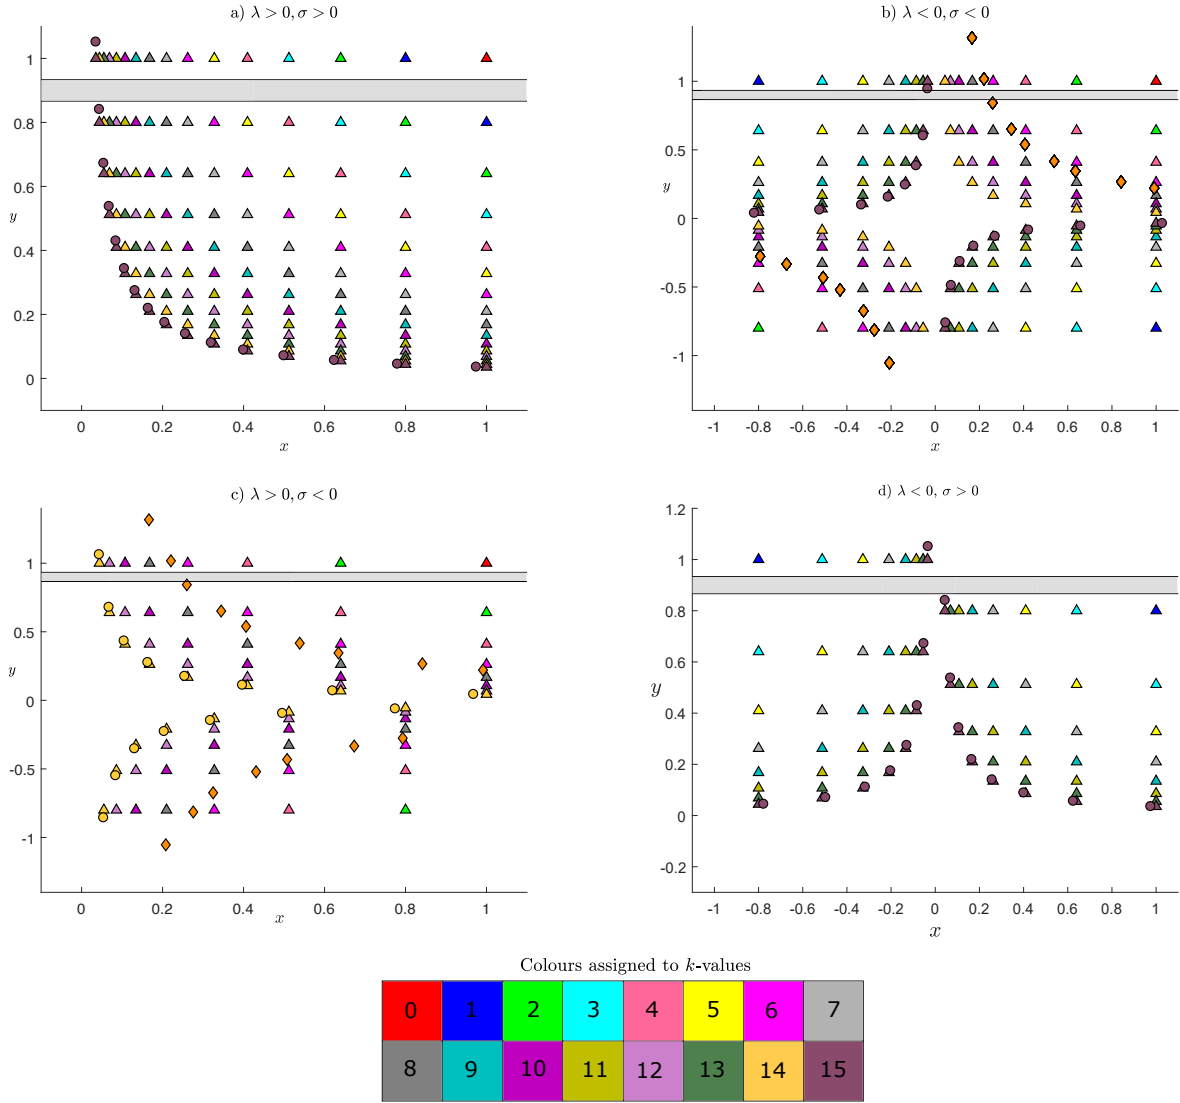 a) λ > 0, σ > 0
1
0.8
0.6
y
0.4
0.2
0
0 0.2 0.4 0.6 0.8 1
x
b) λ < 0, σ < 0
1
0.5
y
0
-0.5
-1
-1 -0.8 -0.6 -0.4 -0.2 0 0.2 0.4 0.6 0.8 1
x
c) λ > 0, σ < 0
1
0.5
y
0
-0.5
-1
0 0.2 0.4 0.6 0.8 1
x
d) λ < 0, σ > 0
1.2
1
0.8
0.6
y
0.4
0.2
0
-0.2
-1 -0.8 -0.6 -0.4 -0.2 0 0.2 0.4 0.6 0.8 1
x
Colours assigned to k-values
0 1 2 3 4 5 6 7
8 9 10 11 12 13 14 15